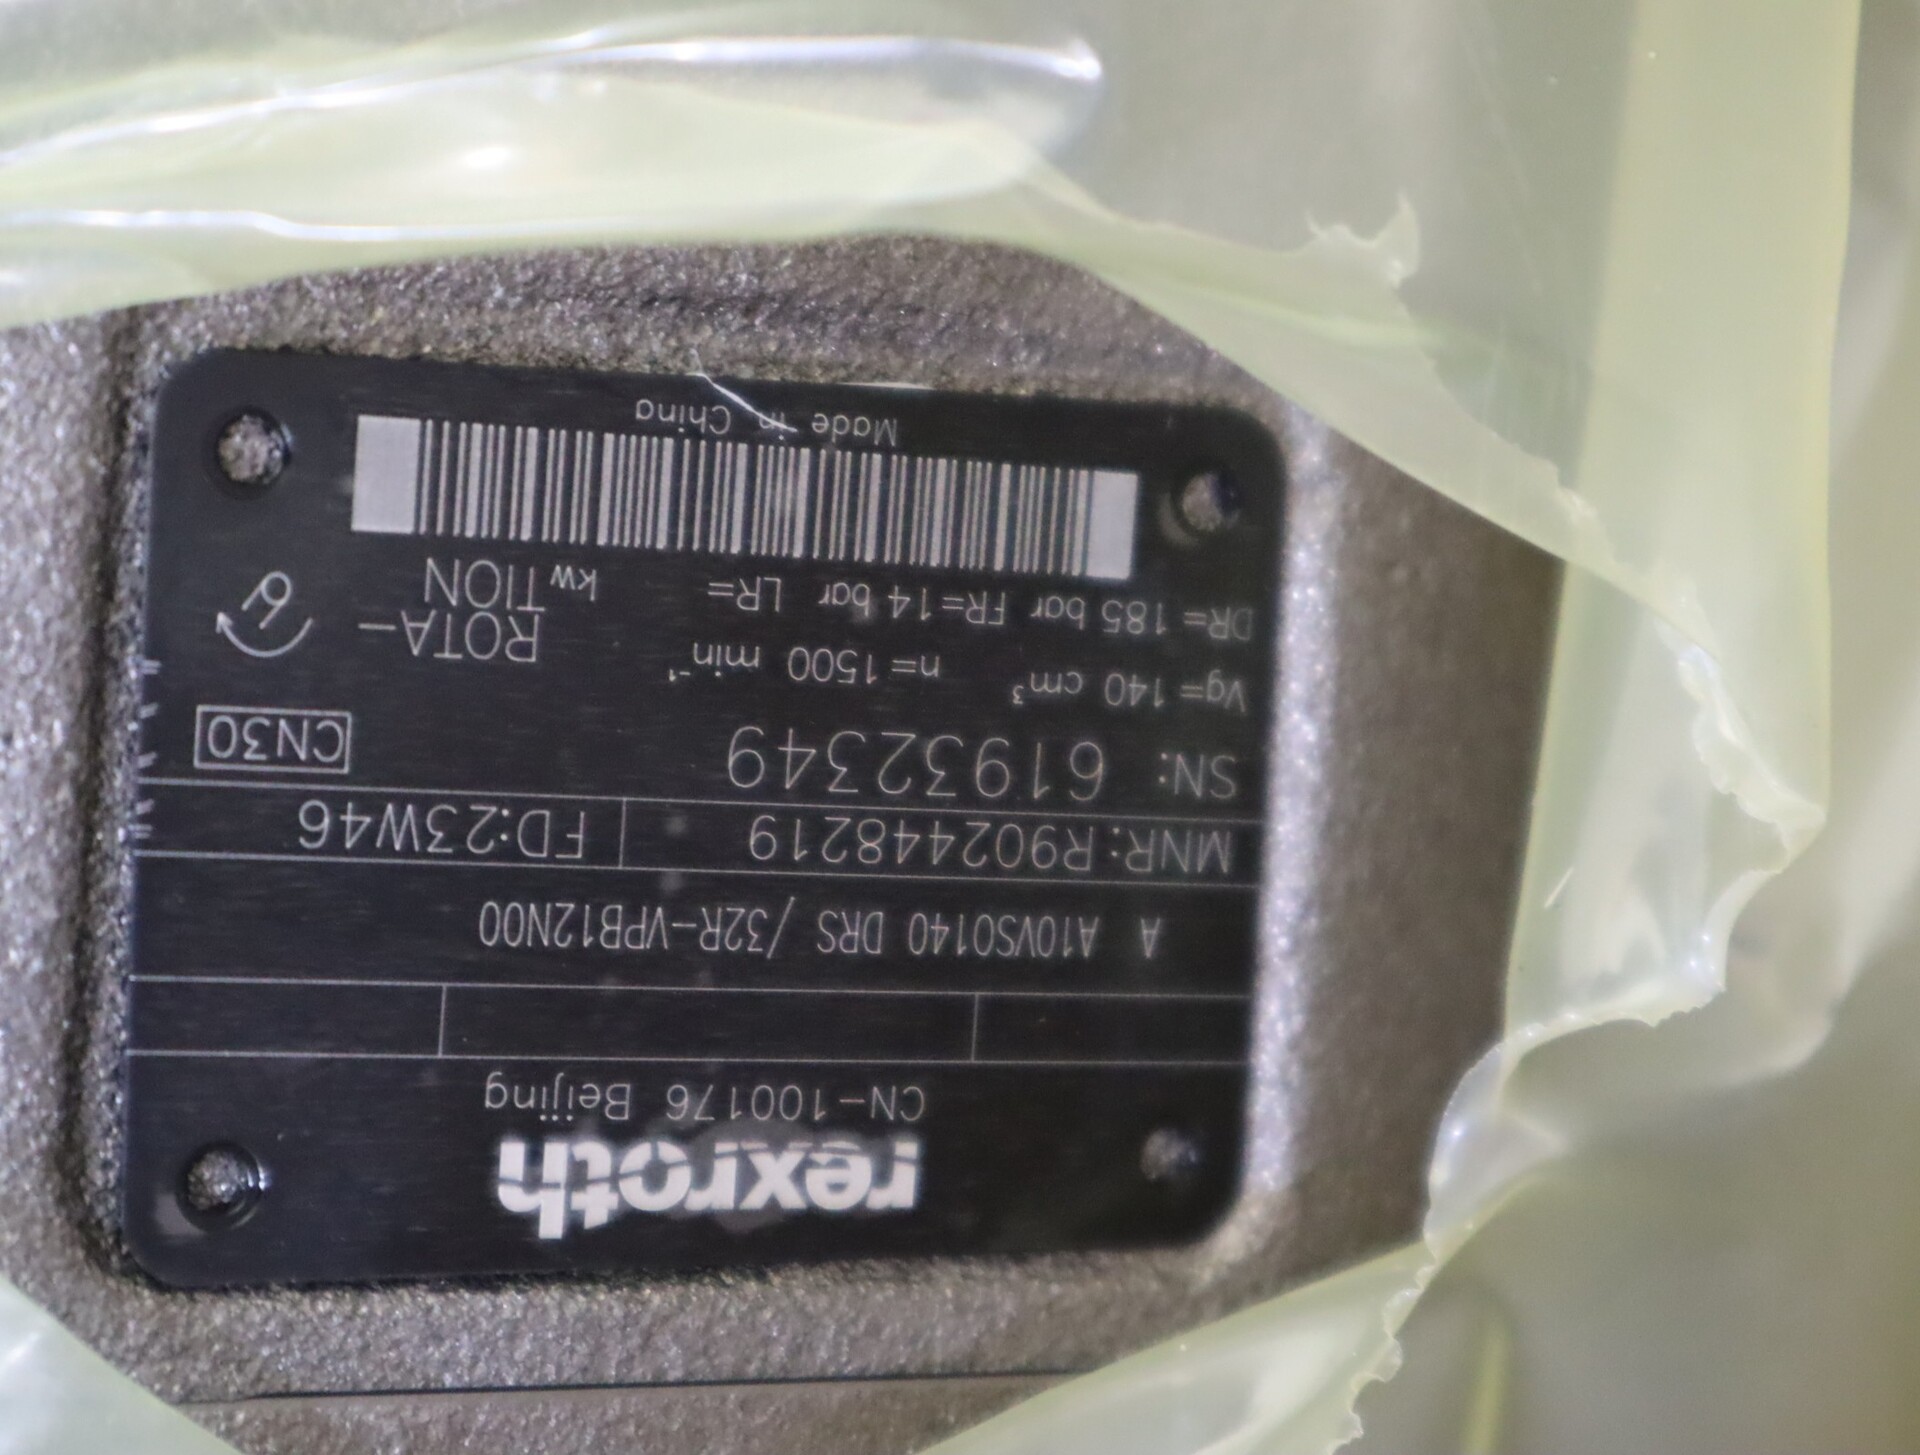 rexroth
CN-100176 Beijing
A A10VSO140 DRS /32R-VPB12N00
MNR: R902448219 FD:23W46
SN: 61932349 CN30
Vg= 140 cm³ n= 1500 min⁻¹
DR= 185 bar FR=14 bar LR= kw
ROTA-
TION
Made in China